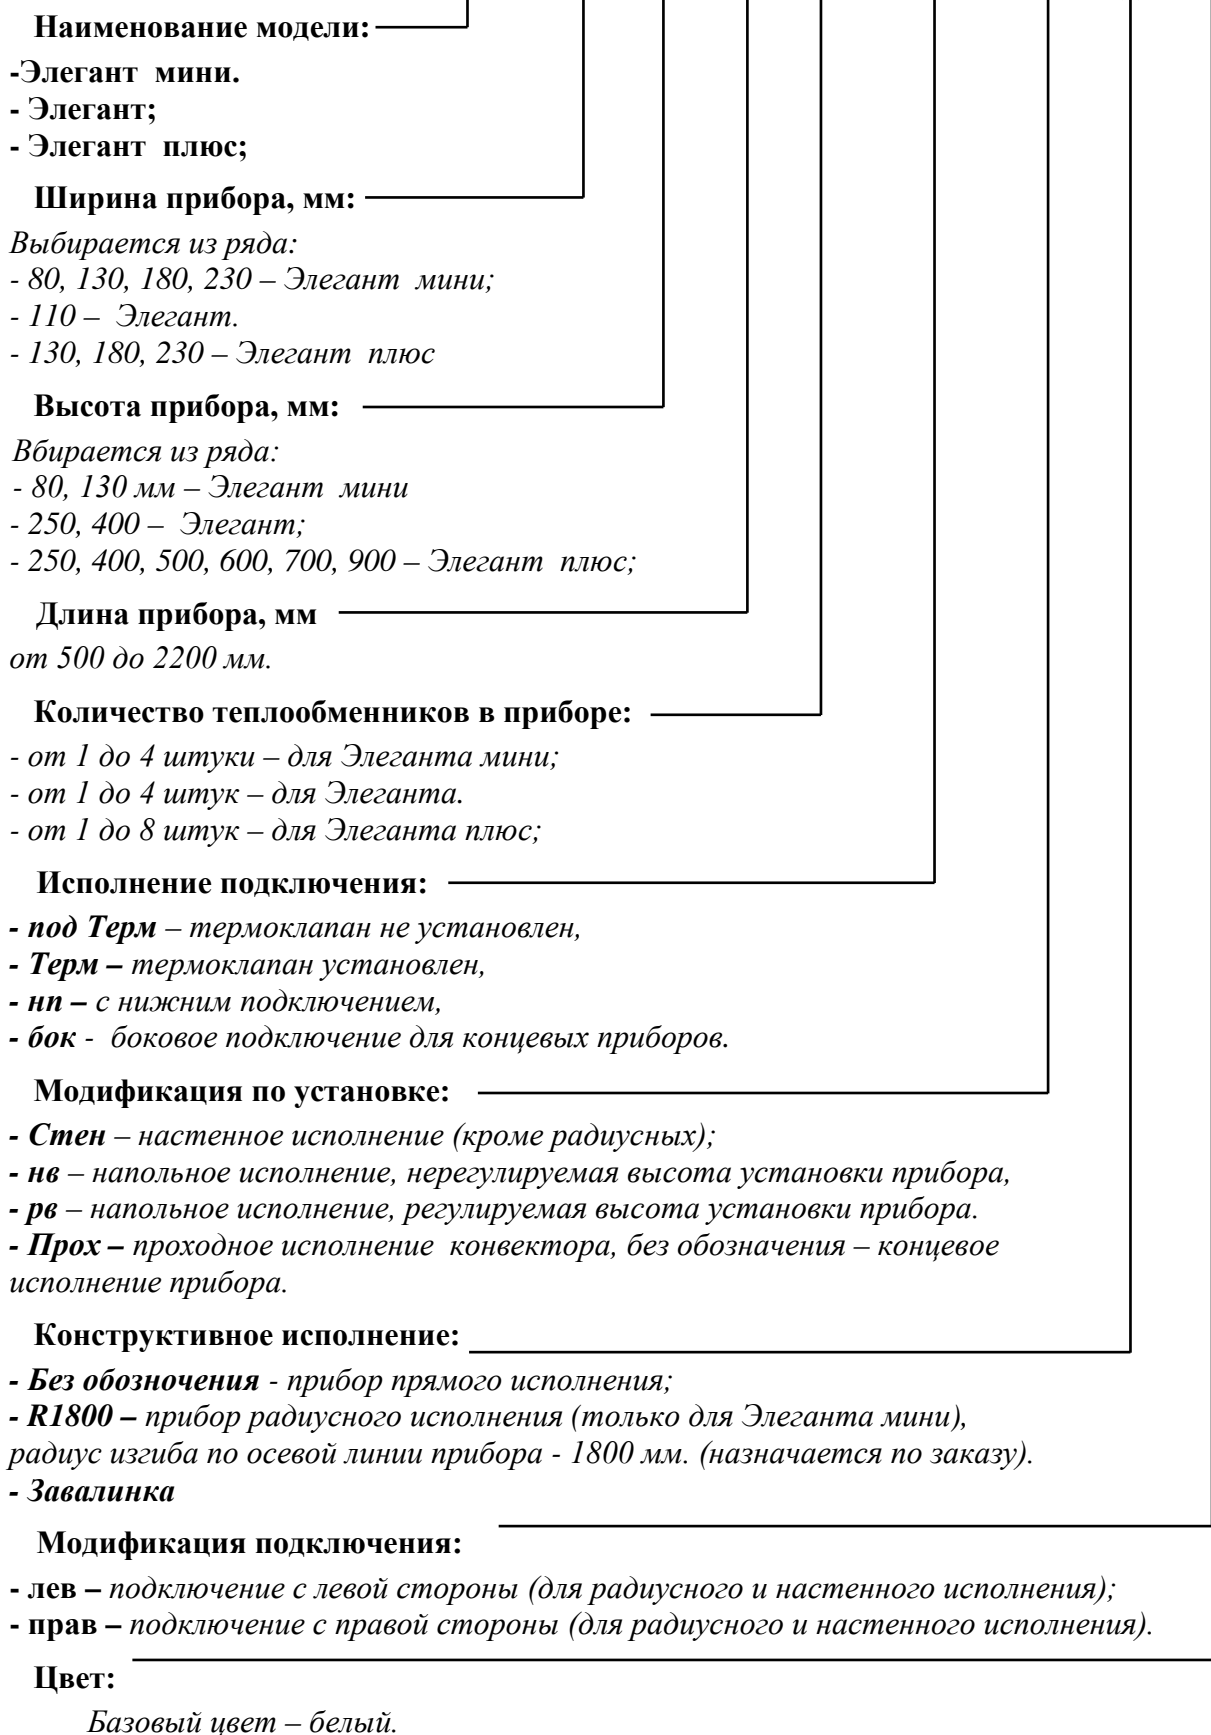 Наименование модели:
-Элегант мини.
- Элегант;
- Элегант плюс;
Ширина прибора, мм:
Выбирается из ряда:
- 80, 130, 180, 230 – Элегант мини;
- 110 – Элегант.
- 130, 180, 230 – Элегант плюс
Высота прибора, мм:
Вбирается из ряда:
- 80, 130 мм – Элегант мини
- 250, 400 – Элегант;
- 250, 400, 500, 600, 700, 900 – Элегант плюс;
Длина прибора, мм
от 500 до 2200 мм.
Количество теплообменников в приборе:
- от 1 до 4 штуки – для Элеганта мини;
- от 1 до 4 штук – для Элеганта.
- от 1 до 8 штук – для Элеганта плюс;
Исполнение подключения:
- под Терм – термоклапан не установлен,
- Терм – термоклапан установлен,
- нп – с нижним подключением,
- бок - боковое подключение для концевых приборов.
Модификация по установке:
- Стен – настенное исполнение (кроме радиусных);
- нв – напольное исполнение, нерегулируемая высота установки прибора,
- рв – напольное исполнение, регулируемая высота установки прибора.
- Прох – проходное исполнение конвектора, без обозначения – концевое
исполнение прибора.
Конструктивное исполнение:
- Без обозночения - прибор прямого исполнения;
- R1800 – прибор радиусного исполнения (только для Элеганта мини),
радиус изгиба по осевой линии прибора - 1800 мм. (назначается по заказу).
- Завалинка
Модификация подключения:
- лев – подключение с левой стороны (для радиусного и настенного исполнения);
- прав – подключение с правой стороны (для радиусного и настенного исполнения).
Цвет:
Базовый цвет – белый.